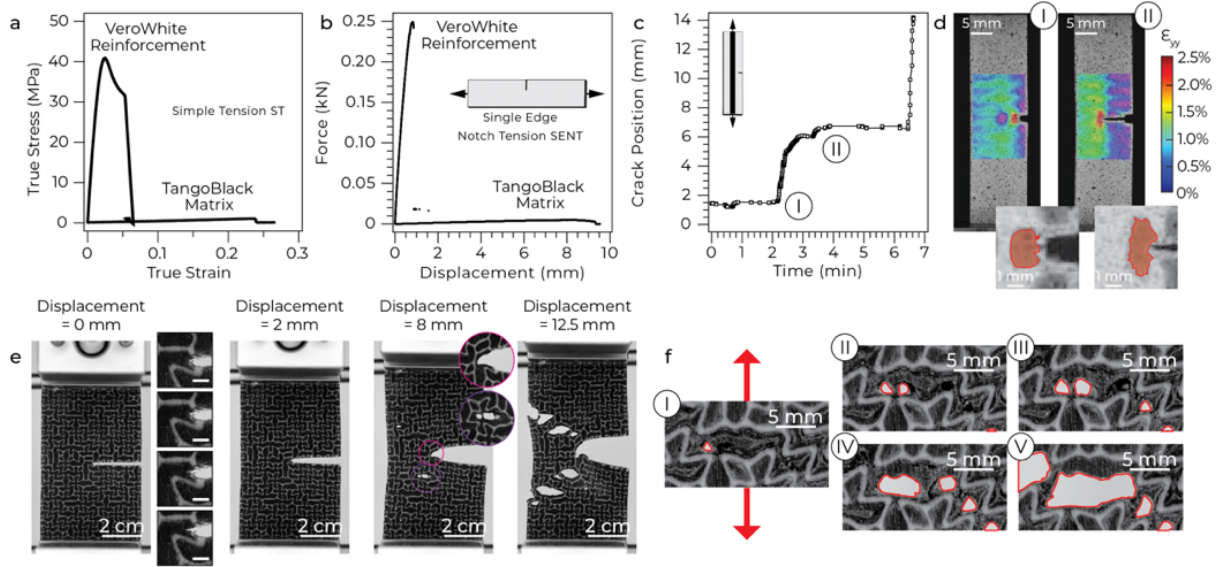 a
50
40
30
20
10
0
True Stress (MPa)
VeroWhite
Reinforcement
Simple Tension ST
TangoBlack
Matrix
0
0.1
0.2
0.3
True Strain
b
0.25
0.20
0.15
0.10
0.05
0.00
Force (kN)
VeroWhite
Reinforcement
Single Edge
Notch Tension SENT
TangoBlack
Matrix
0
2
4
6
8
10
Displacement (mm)
c
14
12
10
8
6
4
2
0
Crack Position (mm)
I
II
0
1
2
3
4
5
6
7
Time (min)
d
5 mm
I
5 mm
II
εyy
2.5%
2.0%
1.5%
1.0%
0%
1 mm
1 mm
e
Displacement
= 0 mm
2 cm
Displacement
= 2 mm
2 cm
Displacement
= 8 mm
2 cm
Displacement
= 12.5 mm
2 cm
f
I
5 mm
II
5 mm
III
5 mm
IV
5 mm
V
5 mm